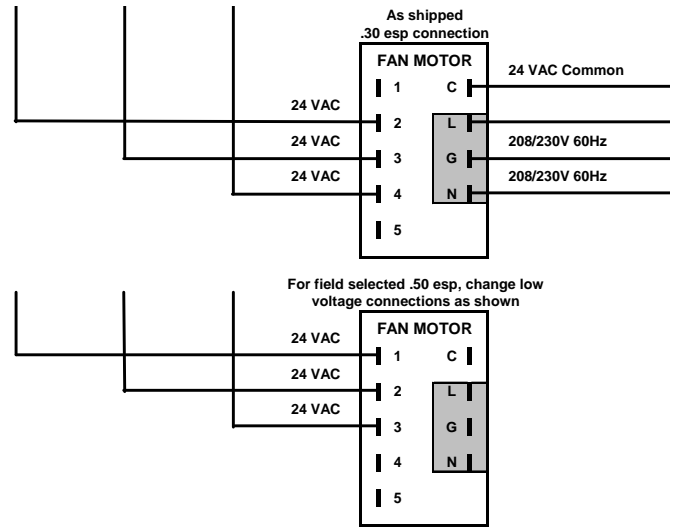 As shipped
.30 esp connection
FAN MOTOR
1 C 24 VAC Common
24 VAC
2 L
24 VAC 208/230V 60Hz
3 G
24 VAC 208/230V 60Hz
4 N
5
For field selected .50 esp, change low
voltage connections as shown
FAN MOTOR
24 VAC
1 C
24 VAC
2 L
24 VAC
3 G
4 N
5